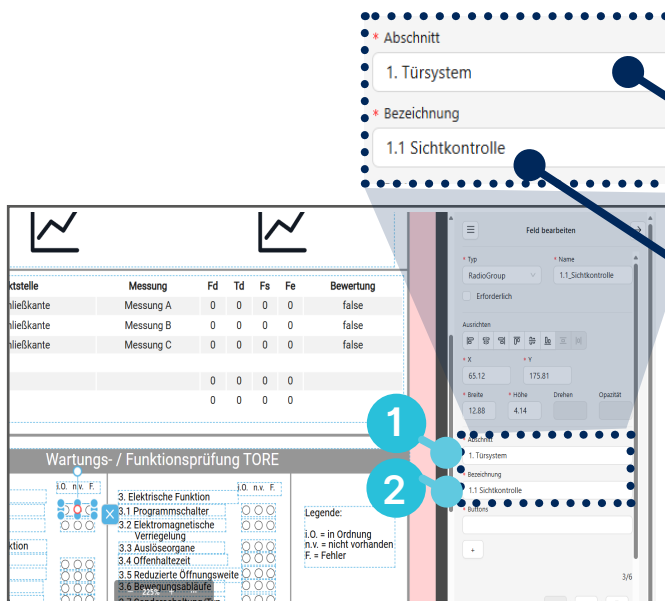 * Abschnitt
1. Türsystem
* Bezeichnung
1.1 Sichtkontrolle
ktstelle Messung Fd Td Fs Fe Bewertung
hließkante Messung A 0 0 0 0 false
hließkante Messung B 0 0 0 0 false
hließkante Messung C 0 0 0 0 false
0 0 0 0
0 0 0 0
Wartungs- / Funktionsprüfung TORE
i.O. n.v. F.
i.O. n.v. F.
3. Elektrische Funktion
3.1 Programmschalter
3.2 Elektromagnetische
Verriegelung
ktion
3.3 Auslöseorgane
3.4 Offenhaltezeit
3.5 Reduzierte Öffnungsweite
3.6 Bewegungsabläufe
225%
Legende:
i.O. = in Ordnung
n.v. = nicht vorhanden
F. = Fehler
Feld bearbeiten
* Typ
* Name
RadioGroup
1.1_Sichtkontrolle
Erforderlich
Ausrichten
* X
* Y
65.12
175.81
* Breite
* Höhe
Drehen
Opazität
12.88
4.14
1
* Abschnitt
1. Türsystem
2
* Bezeichnung
1.1 Sichtkontrolle
* Buttons
+
3/6